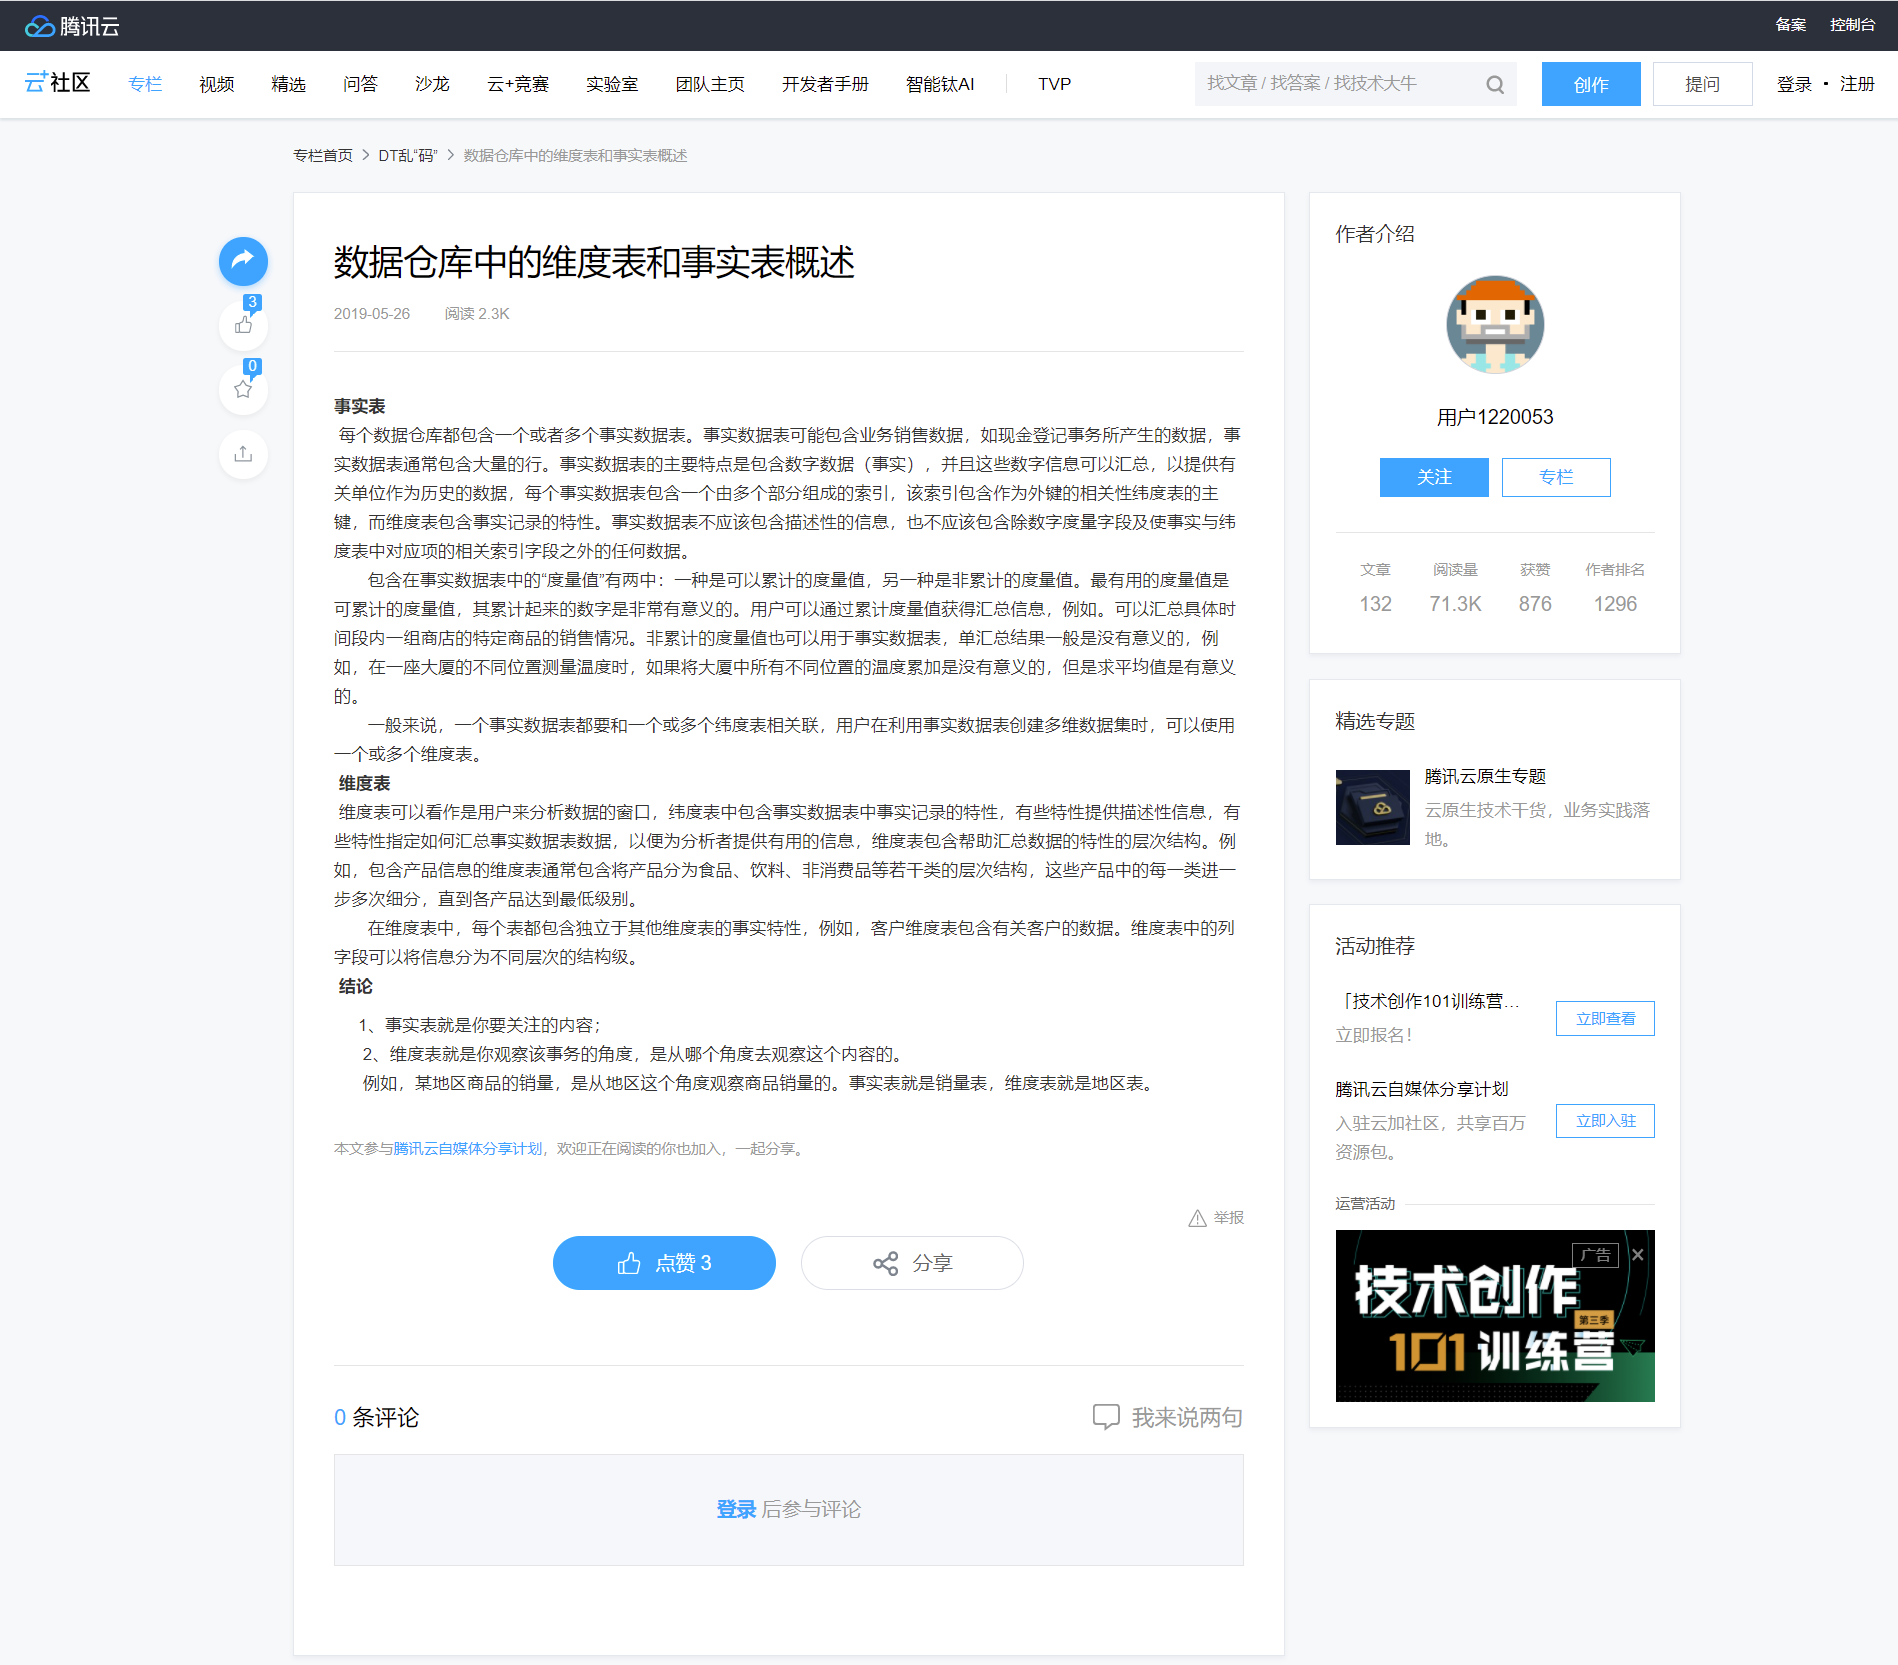 腾讯云
备案 控制台
云+社区 专栏 视频 精选 问答 沙龙 云+竞赛 实验室 团队主页 开发者手册 智能钛AI TVP 找文章 / 找答案 / 找技术大牛 创作 提问 登录 · 注册
专栏首页 > DT乱“码” > 数据仓库中的维度表和事实表概述
数据仓库中的维度表和事实表概述
2019-05-26 阅读 2.3K
3
0
事实表
每个数据仓库都包含一个或者多个事实数据表。事实数据表可能包含业务销售数据，如现金登记事务所产生的数据，事
实数据表通常包含大量的行。事实数据表的主要特点是包含数字数据（事实），并且这些数字信息可以汇总，以提供有
关单位作为历史的数据，每个事实数据表包含一个由多个部分组成的索引，该索引包含作为外键的相关性纬度表的主
键，而维度表包含事实记录的特性。事实数据表不应该包含描述性的信息，也不应该包含除数字度量字段及使事实与纬
度表中对应项的相关索引字段之外的任何数据。
包含在事实数据表中的“度量值”有两中：一种是可以累计的度量值，另一种是非累计的度量值。最有用的度量值是
可累计的度量值，其累计起来的数字是非常有意义的。用户可以通过累计度量值获得汇总信息，例如。可以汇总具体时
间段内一组商店的特定商品的销售情况。非累计的度量值也可以用于事实数据表，单汇总结果一般是没有意义的，例
如，在一座大厦的不同位置测量温度时，如果将大厦中所有不同位置的温度累加是没有意义的，但是求平均值是有意义
的。
一般来说，一个事实数据表都要和一个或多个纬度表相关联，用户在利用事实数据表创建多维数据集时，可以使用
一个或多个维度表。
维度表
维度表可以看作是用户来分析数据的窗口，纬度表中包含事实数据表中事实记录的特性，有些特性提供描述性信息，有
些特性指定如何汇总事实数据表数据，以便为分析者提供有用的信息，维度表包含帮助汇总数据的特性的层次结构。例
如，包含产品信息的维度表通常包含将产品分为食品、饮料、非消费品等若干类的层次结构，这些产品中的每一类进一
步多次细分，直到各产品达到最低级别。
在维度表中，每个表都包含独立于其他维度表的事实特性，例如，客户维度表包含有关客户的数据。维度表中的列
字段可以将信息分为不同层次的结构级。
结论
1、事实表就是你要关注的内容；
2、维度表就是你观察该事务的角度，是从哪个角度去观察这个内容的。
例如，某地区商品的销量，是从地区这个角度观察商品销量的。事实表就是销量表，维度表就是地区表。
本文参与腾讯云自媒体分享计划，欢迎正在阅读的你也加入，一起分享。
举报
点赞 3 分享
0 条评论 我来说两句
登录 后参与评论
作者介绍
用户1220053
关注 专栏
文章 阅读量 获赞 作者排名
132 71.3K 876 1296
精选专题
腾讯云原生专题
云原生技术干货，业务实践落
地。
活动推荐
「技术创作101训练营...
立即报名！
立即查看
腾讯云自媒体分享计划
入驻云加社区，共享百万
资源包。
立即入驻
运营活动
广告
技术创作
第三季
101训练营